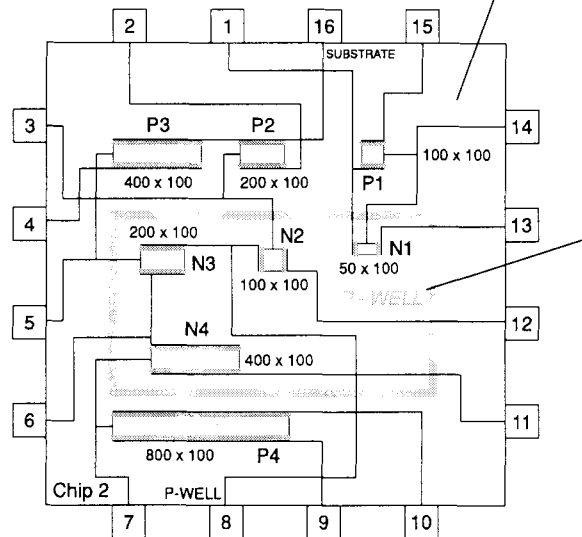 2 1 16 15
SUBSTRATE
3 P3 P2 14
100 x 100
400 x 100 200 x 100 P1
4 13
200 x 100 N2 N1
N3 100 x 100 50 x 100
P-WELL
5 12
N4
400 x 100
6 11
800 x 100 P4
Chip 2 P-WELL
7 8 9 10